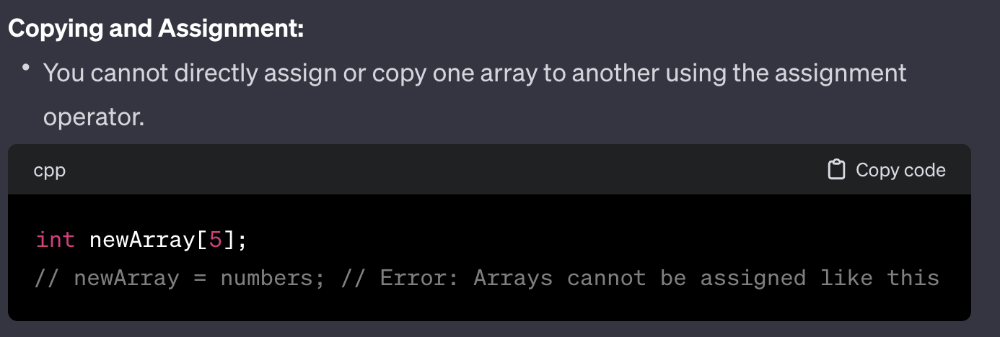 Copying and Assignment:
• You cannot directly assign or copy one array to another using the assignment
operator.
cpp
Copy code
int newArray[5];
// newArray = numbers; // Error: Arrays cannot be assigned like this